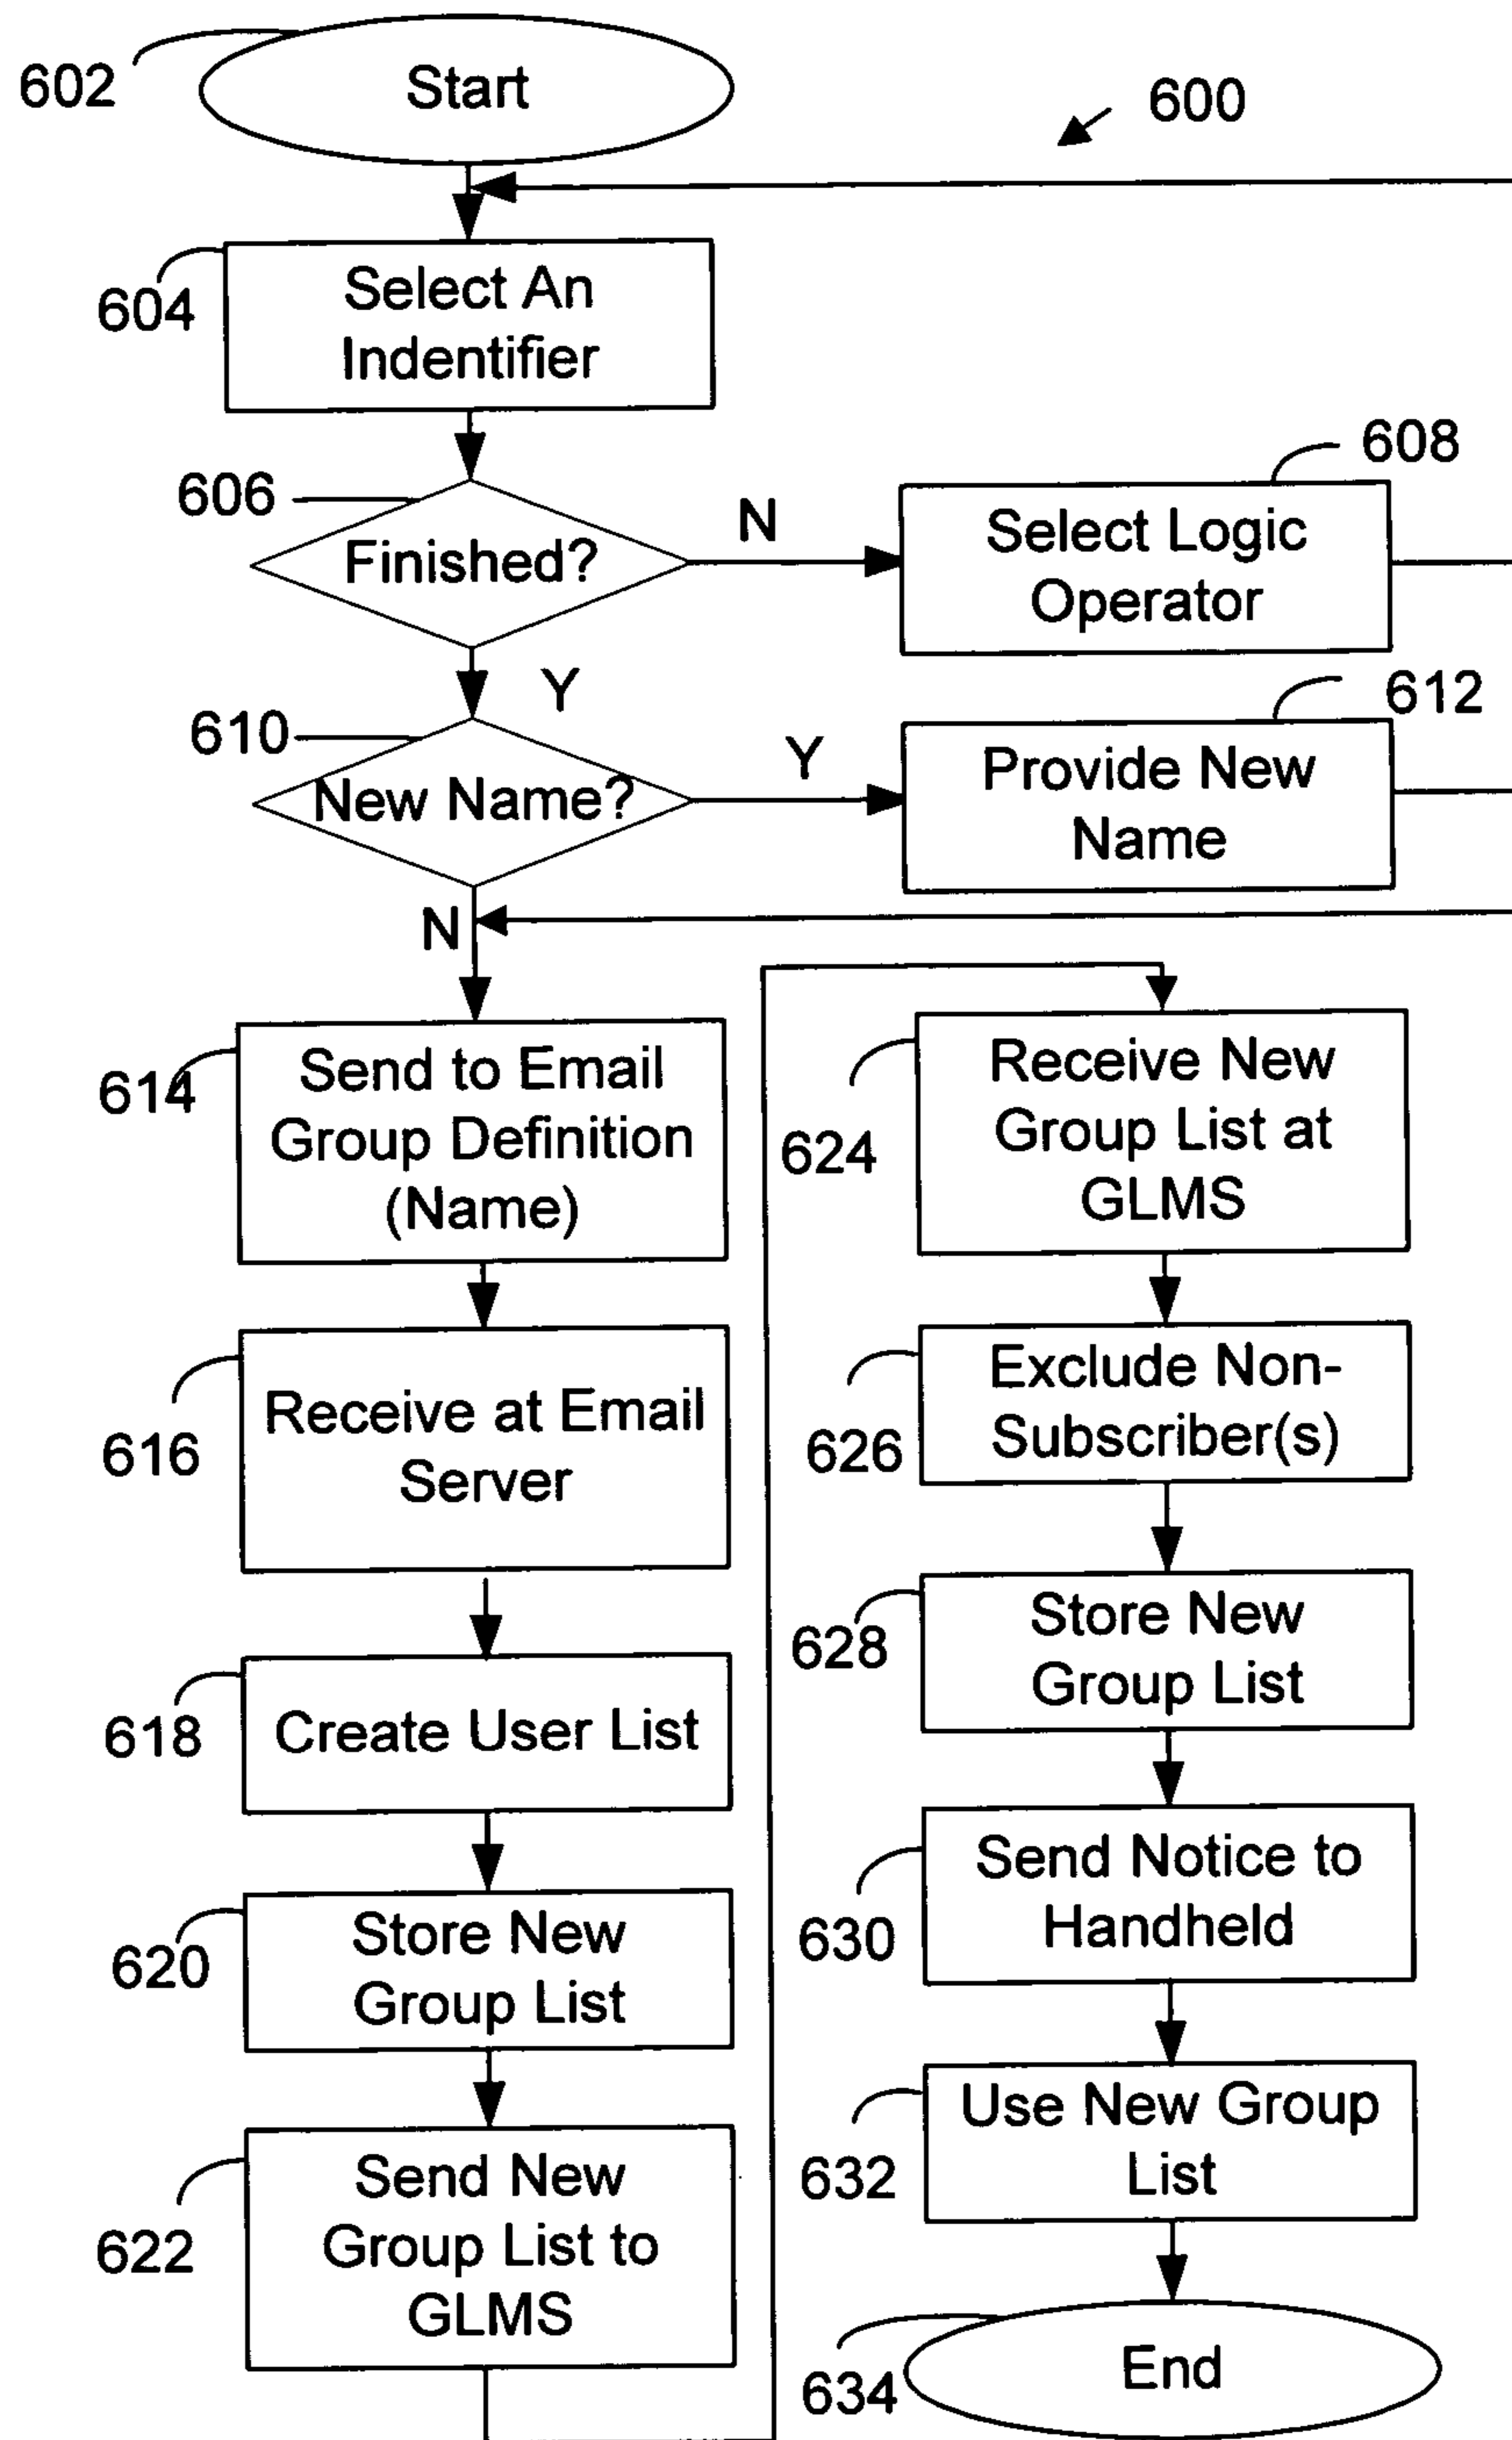 602
Start
600
604
Select An
Indentifier
606
Finished?
N
608
Select Logic
Operator
Y
610
New Name?
Y
612
Provide New
Name
N
614
Send to Email
Group Definition
(Name)
616
Receive at Email
Server
618
Create User List
620
Store New
Group List
622
Send New
Group List to
GLMS
624
Receive New
Group List at
GLMS
626
Exclude Non-
Subscriber(s)
628
Store New
Group List
630
Send Notice to
Handheld
632
Use New Group
List
634
End